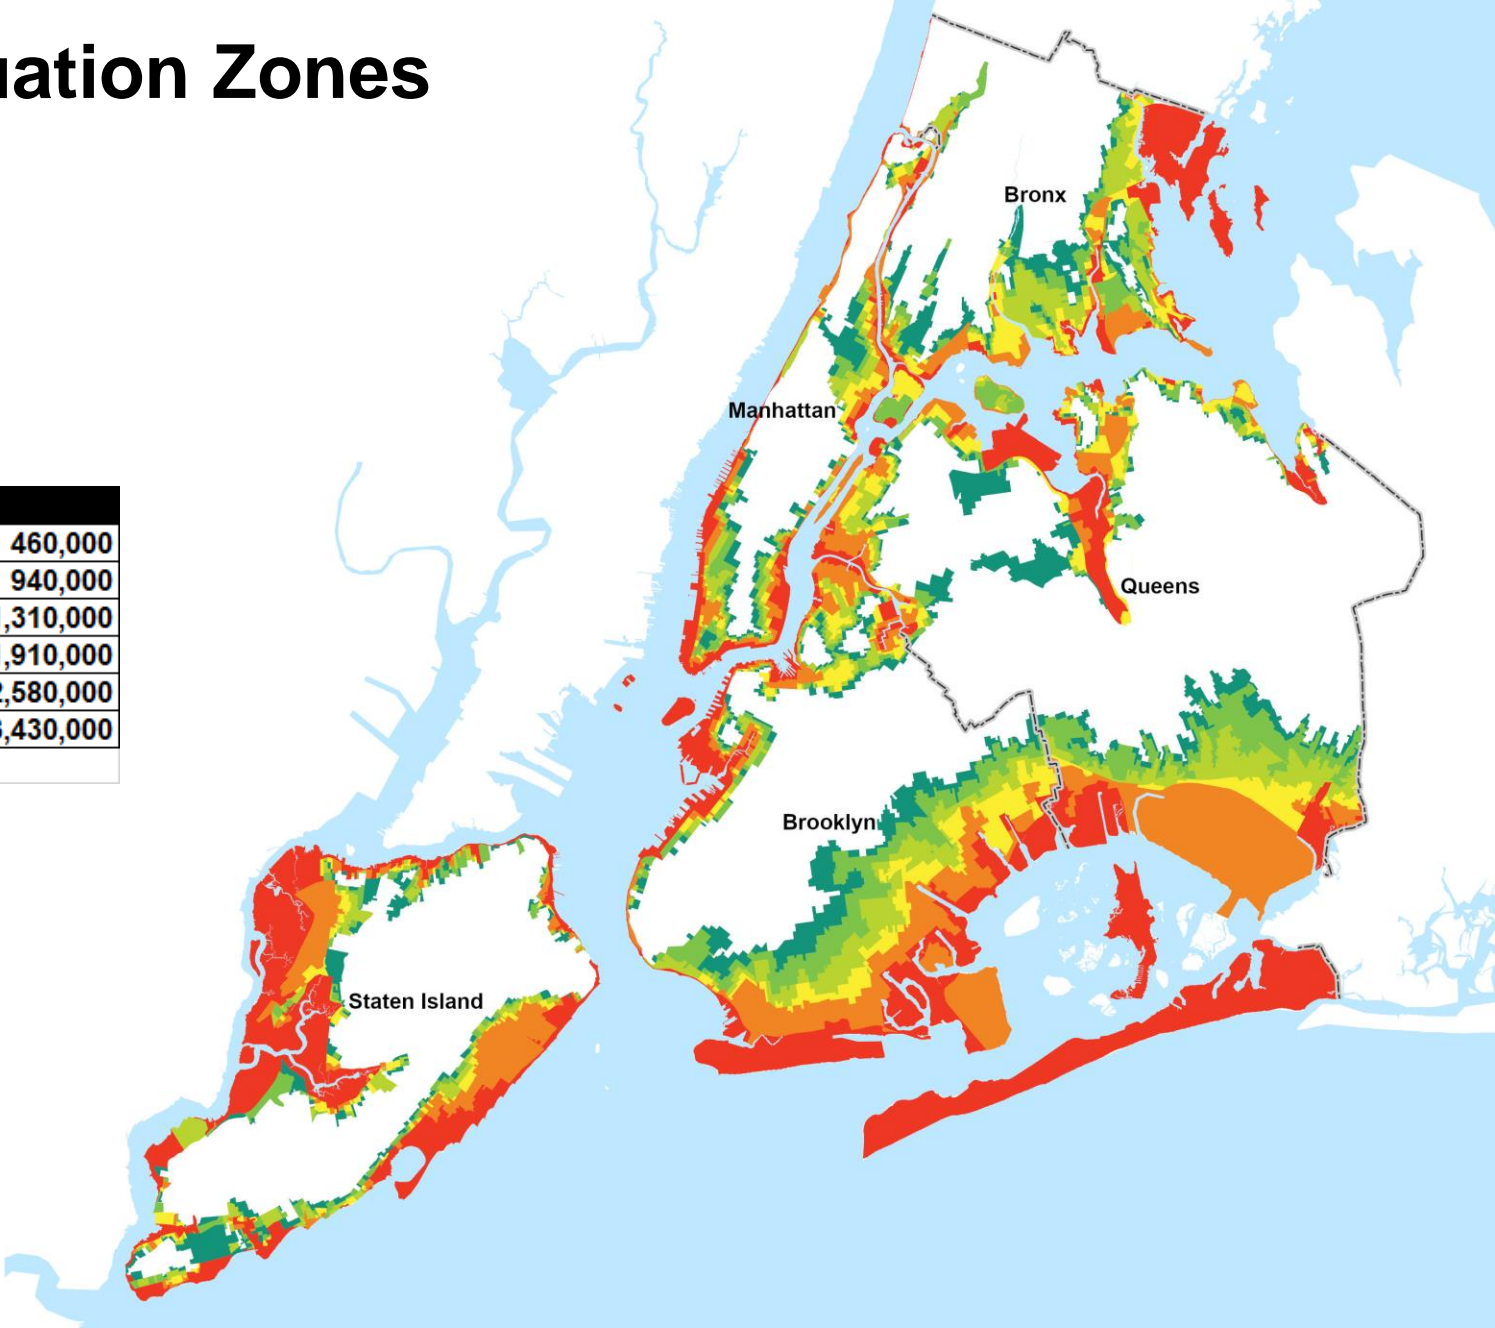 uation Zones
Bronx
Manhattan
460,000
940,000
,310,000
,910,000
Queens
,580,000
,430,000
Brooklyn
Staten Island